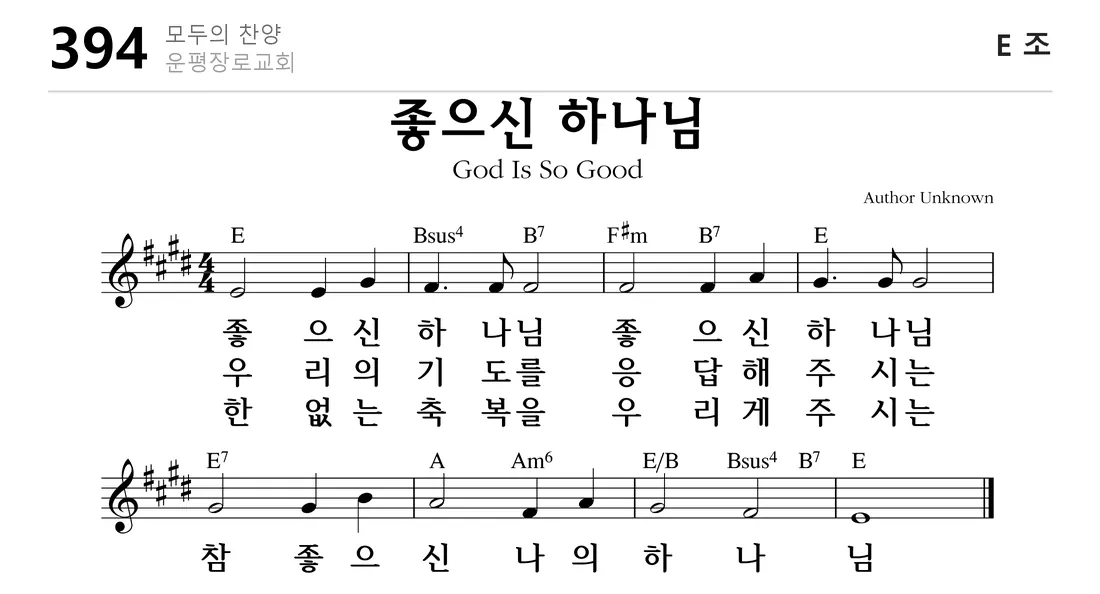 394 모두의 찬양
운평장로교회
E 조
좋으신 하나님
God Is So Good
Author Unknown
E Bsus4 B7 F#m B7 E
4/4
좋 으 신 하 나 님 좋 으 신 하 나 님
우 리 의 기 도 를 응 답 해 주 시 는
한 없 는 축 복 을 우 리 게 주 시 는
E7 A Am6 E/B Bsus4 B7 E
참 좋 으 신 나 의 하 나 님